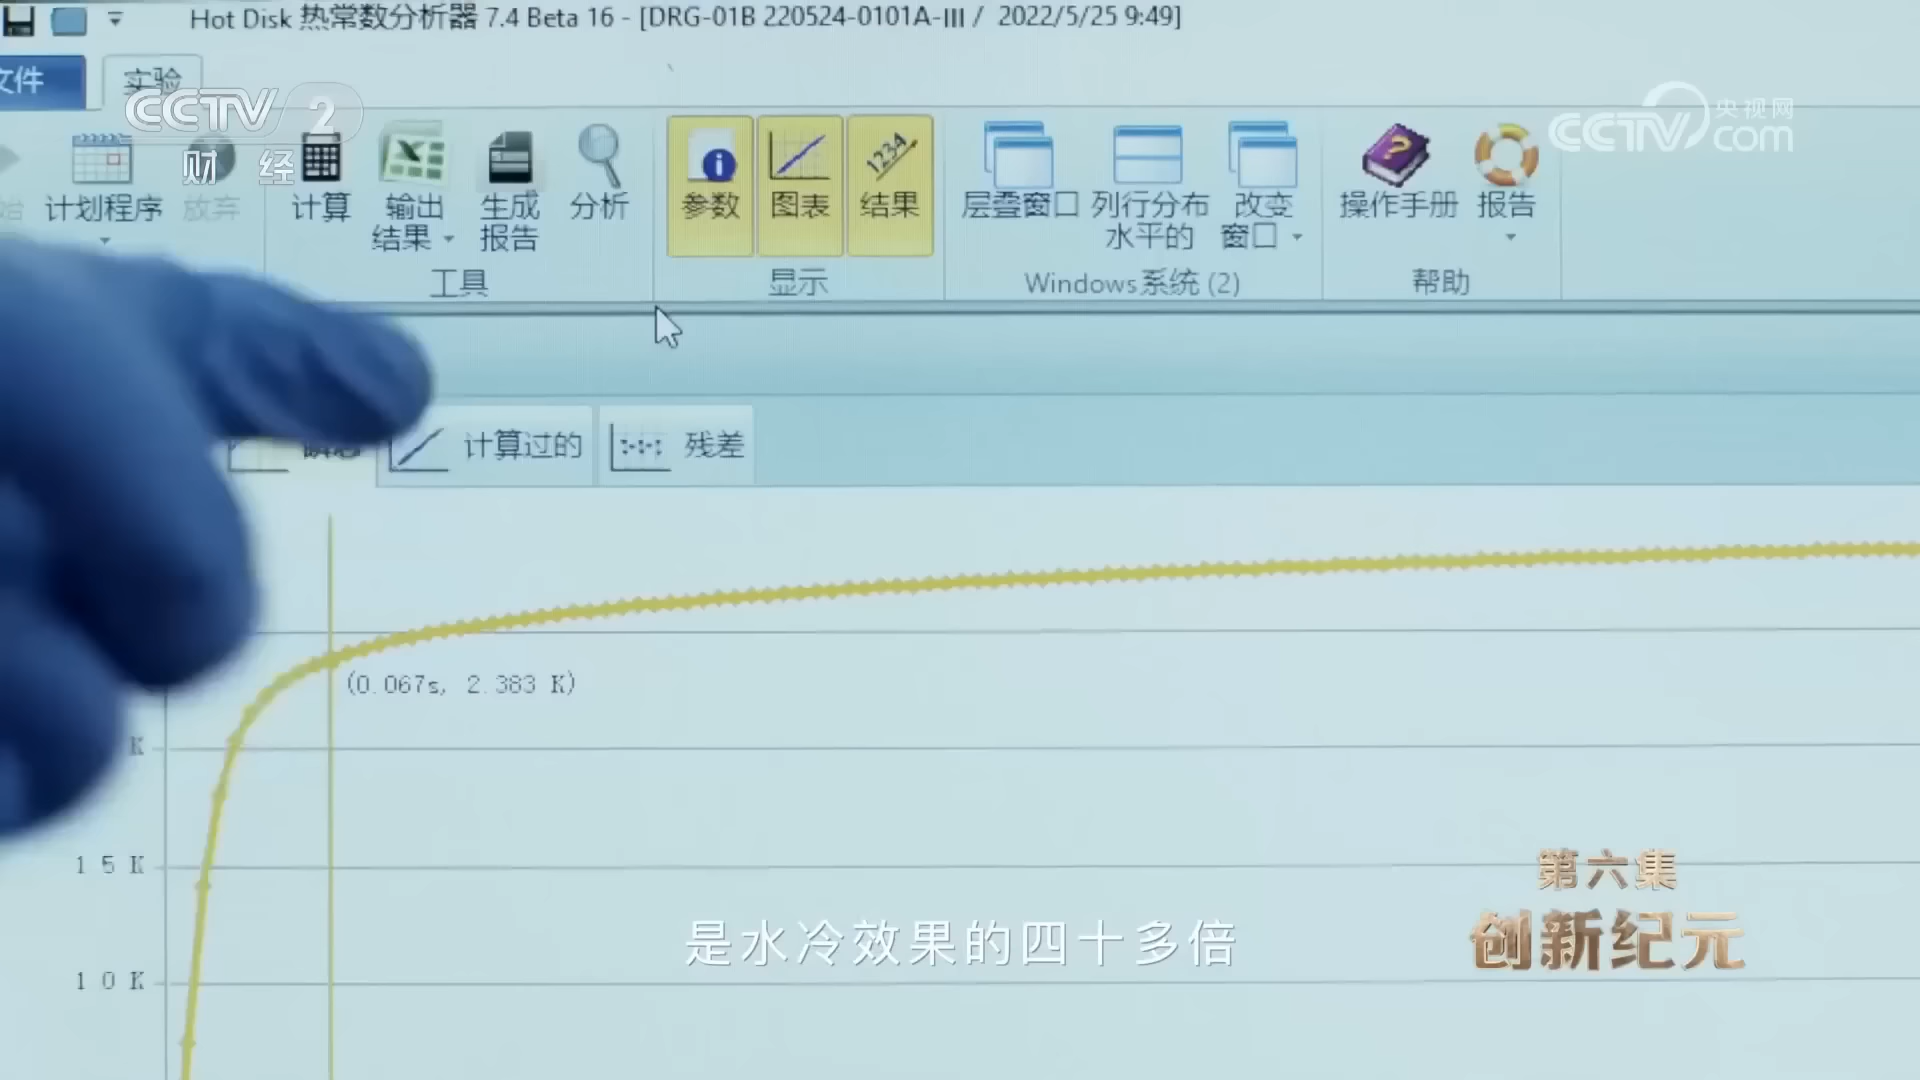 Hot Disk 热常数分析器 7.4 Beta 16 - [DRG-01B 220524-0101A-III / 2022/5/25 9:49]
文件 实验
CCTV 2
财 经
央视网
CCTV.com
计划程序 放弃 计算 输出结果 生成报告 分析 参数 图表 结果 层叠窗口 列行分布水平的 改变窗口 操作手册 报告
工具 显示 Windows系统 (2) 帮助
计算过的 残差
(0.067s, 2.383 K)
K
1 5 K
1 0 K
第六集
创新纪元
是水冷效果的四十多倍